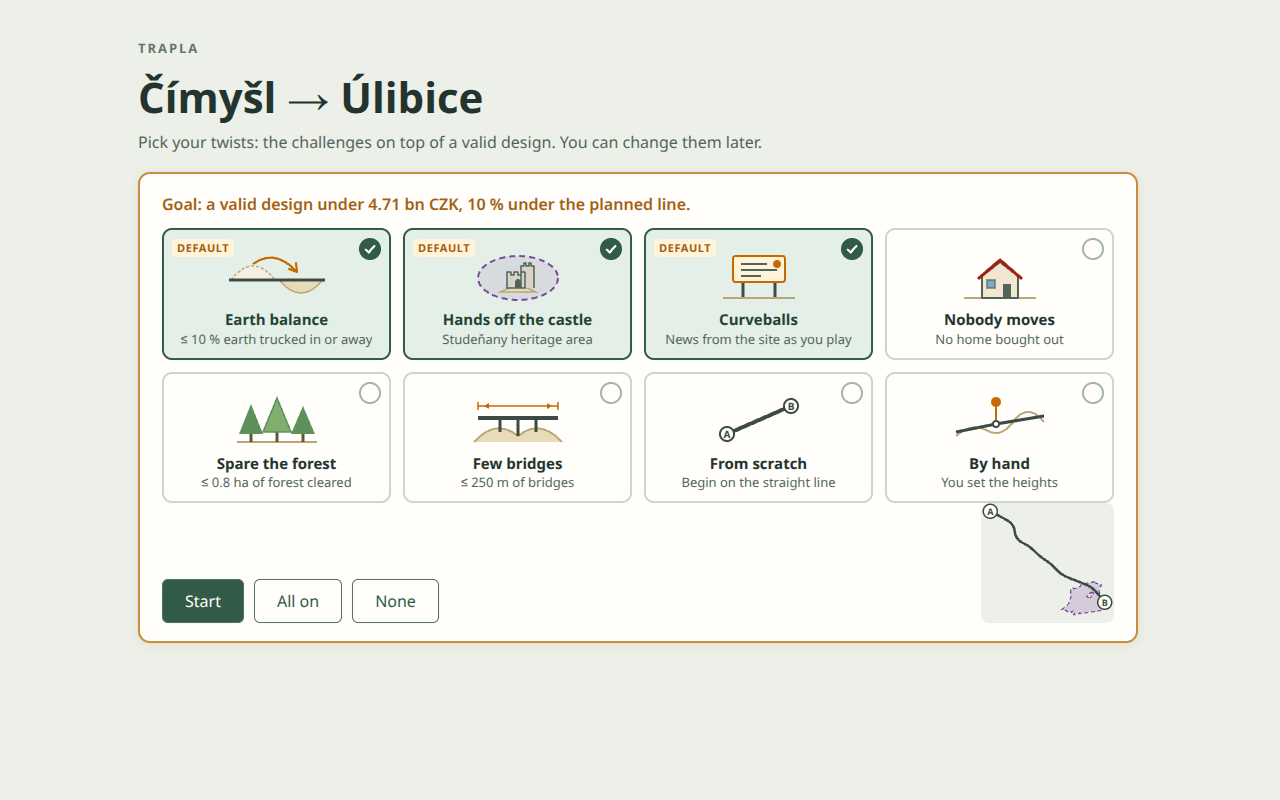 TRAPLA
Čímyšl → Úlibice
Pick your twists: the challenges on top of a valid design. You can change them later.
Goal: a valid design under 4.71 bn CZK, 10 % under the planned line.
DEFAULT
Earth balance
≤ 10 % earth trucked in or away
DEFAULT
Hands off the castle
Studeňany heritage area
DEFAULT
Curveballs
News from the site as you play
Nobody moves
No home bought out
Spare the forest
≤ 0.8 ha of forest cleared
Few bridges
≤ 250 m of bridges
A
B
From scratch
Begin on the straight line
By hand
You set the heights
A
B
Start
All on
None